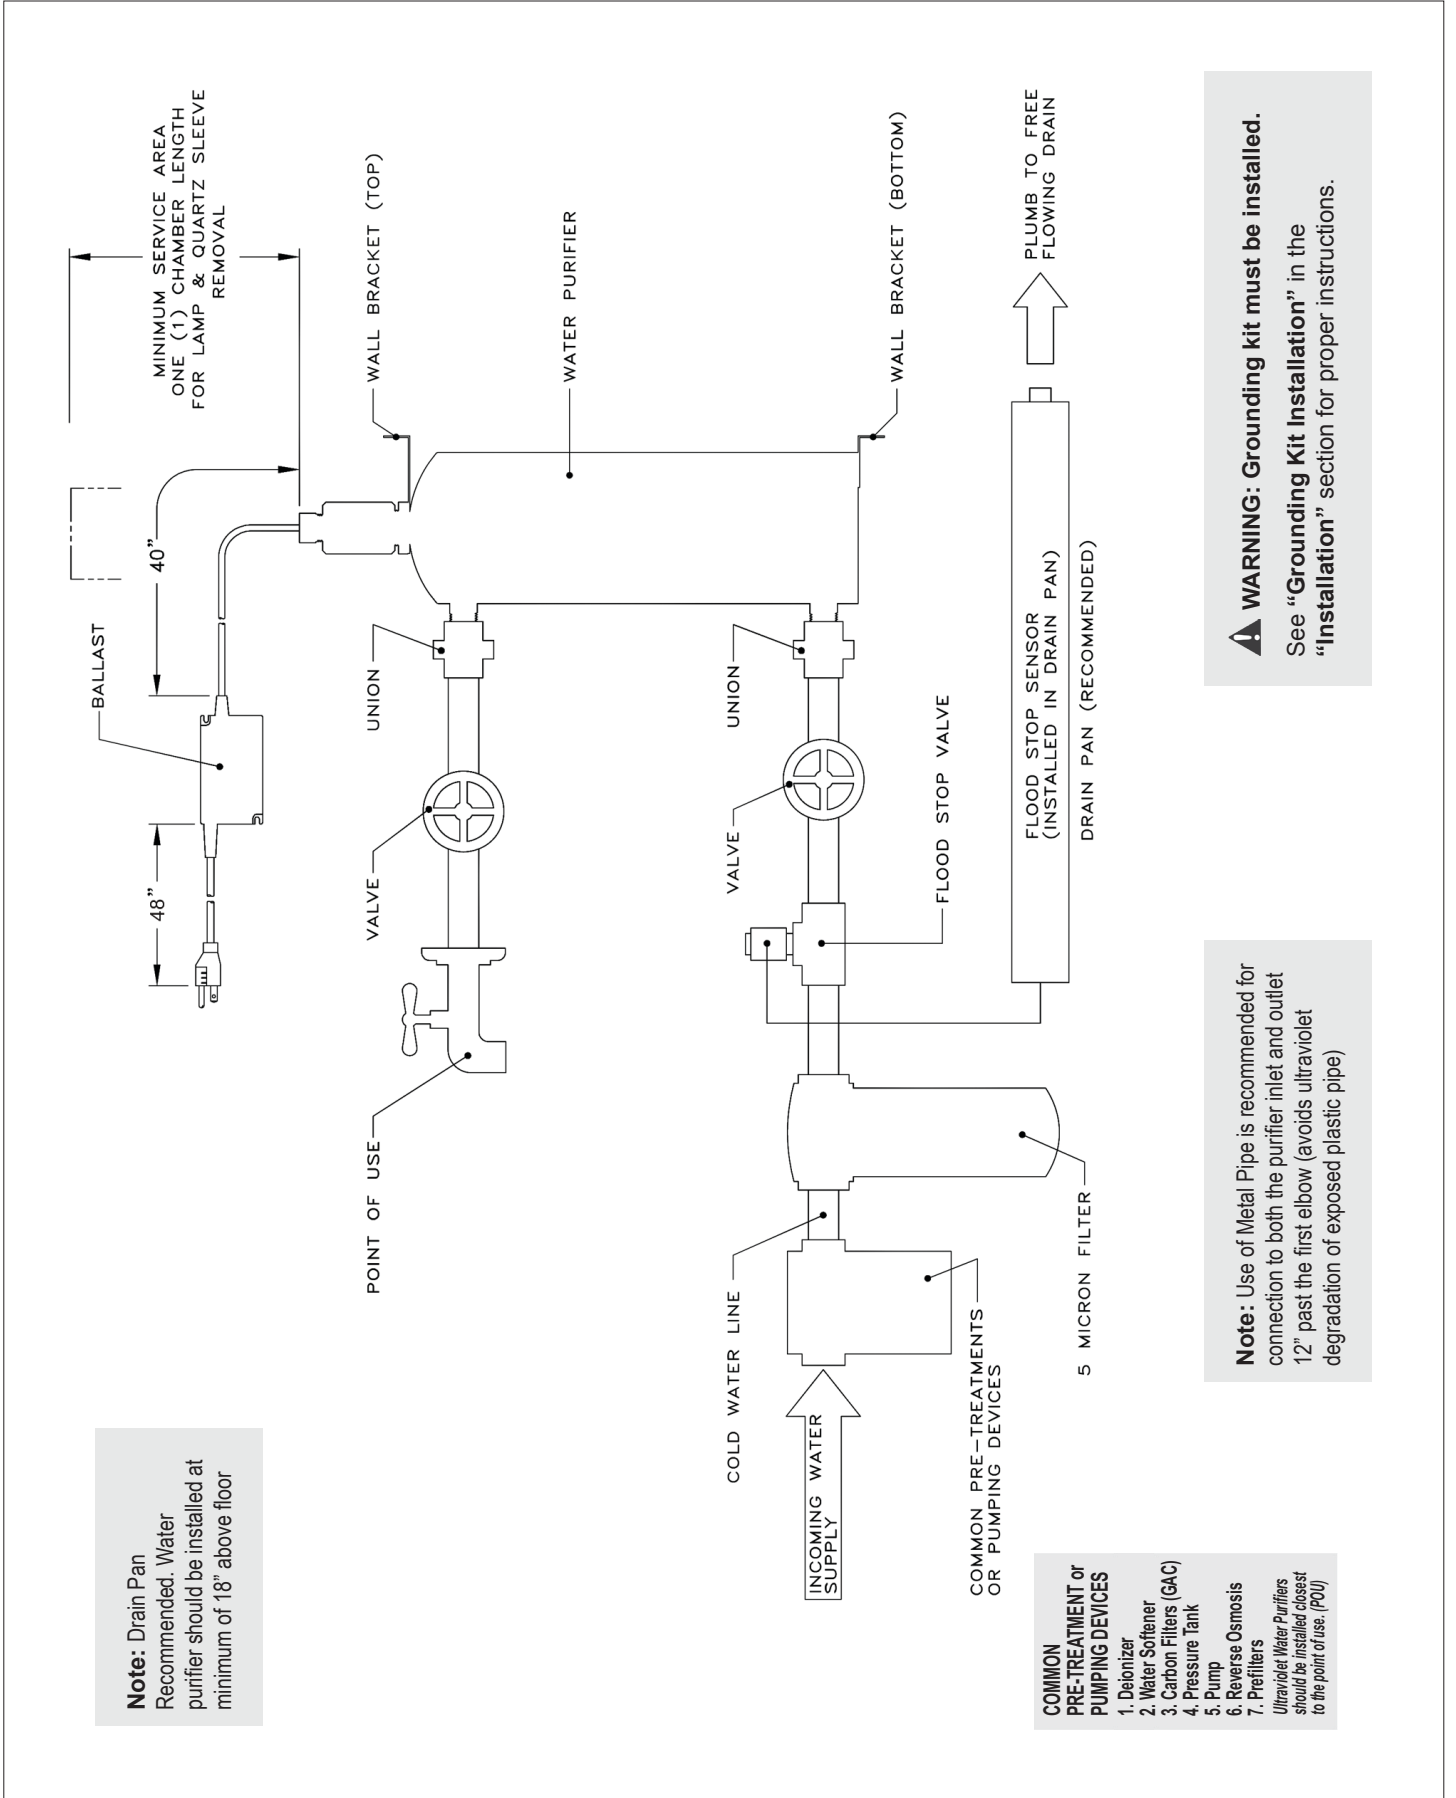 Note: Drain Pan
Recommended. Water
purifier should be installed at
minimum of 18” above floor
48”
40”
BALLAST
MINIMUM SERVICE AREA
ONE (1) CHAMBER LENGTH
FOR LAMP & QUARTZ SLEEVE
REMOVAL
POINT OF USE
VALVE
UNION
WALL BRACKET (TOP)
WATER PURIFIER
COLD WATER LINE
VALVE
UNION
INCOMING WATER
SUPPLY
FLOOD STOP VALVE
WALL BRACKET (BOTTOM)
COMMON PRE-TREATMENTS
OR PUMPING DEVICES
FLOOD STOP SENSOR
(INSTALLED IN DRAIN PAN)
PLUMB TO FREE
FLOWING DRAIN
5 MICRON FILTER
DRAIN PAN (RECOMMENDED)
COMMON
PRE-TREATMENT or
PUMPING DEVICES
1. Deionizer
2. Water Softener
3. Carbon Filters (GAC)
4. Pressure Tank
5. Pump
6. Reverse Osmosis
7. Prefilters
Ultraviolet Water Purifiers
should be installed closest
to the point of use. (POU)
Note: Use of Metal Pipe is recommended for
connection to both the purifier inlet and outlet
12” past the first elbow (avoids ultraviolet
degradation of exposed plastic pipe)
WARNING: Grounding kit must be installed.
See “Grounding Kit Installation” in the
“Installation” section for proper instructions.